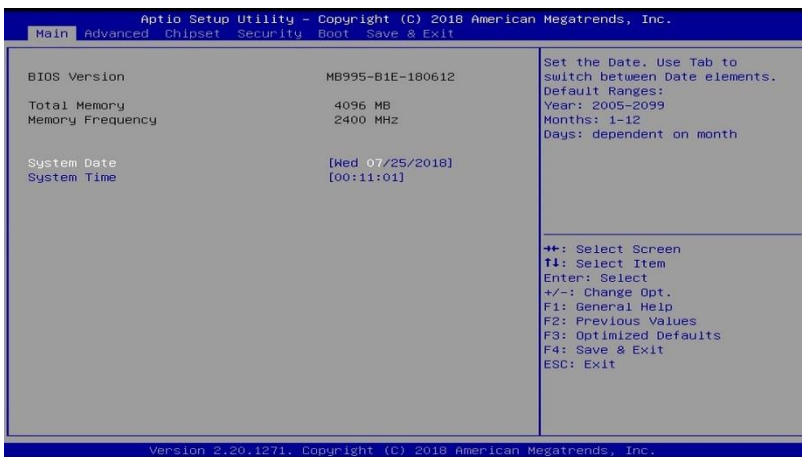 Aptio Setup Utility – Copyright (C) 2018 American Megatrends, Inc.
Main Advanced Chipset Security Boot Save & Exit
BIOS Version MB995-B1E-180612
Total Memory 4096 MB
Memory Frequency 2400 MHz
System Date [Wed 07/25/2018]
System Time [00:11:01]
Set the Date. Use Tab to
switch between Date elements.
Default Ranges:
Year: 2005-2099
Months: 1-12
Days: dependent on month
→←: Select Screen
↑↓: Select Item
Enter: Select
+/-: Change Opt.
F1: General Help
F2: Previous Values
F3: Optimized Defaults
F4: Save & Exit
ESC: Exit
Version 2.20.1271. Copyright (C) 2018 American Megatrends, Inc.